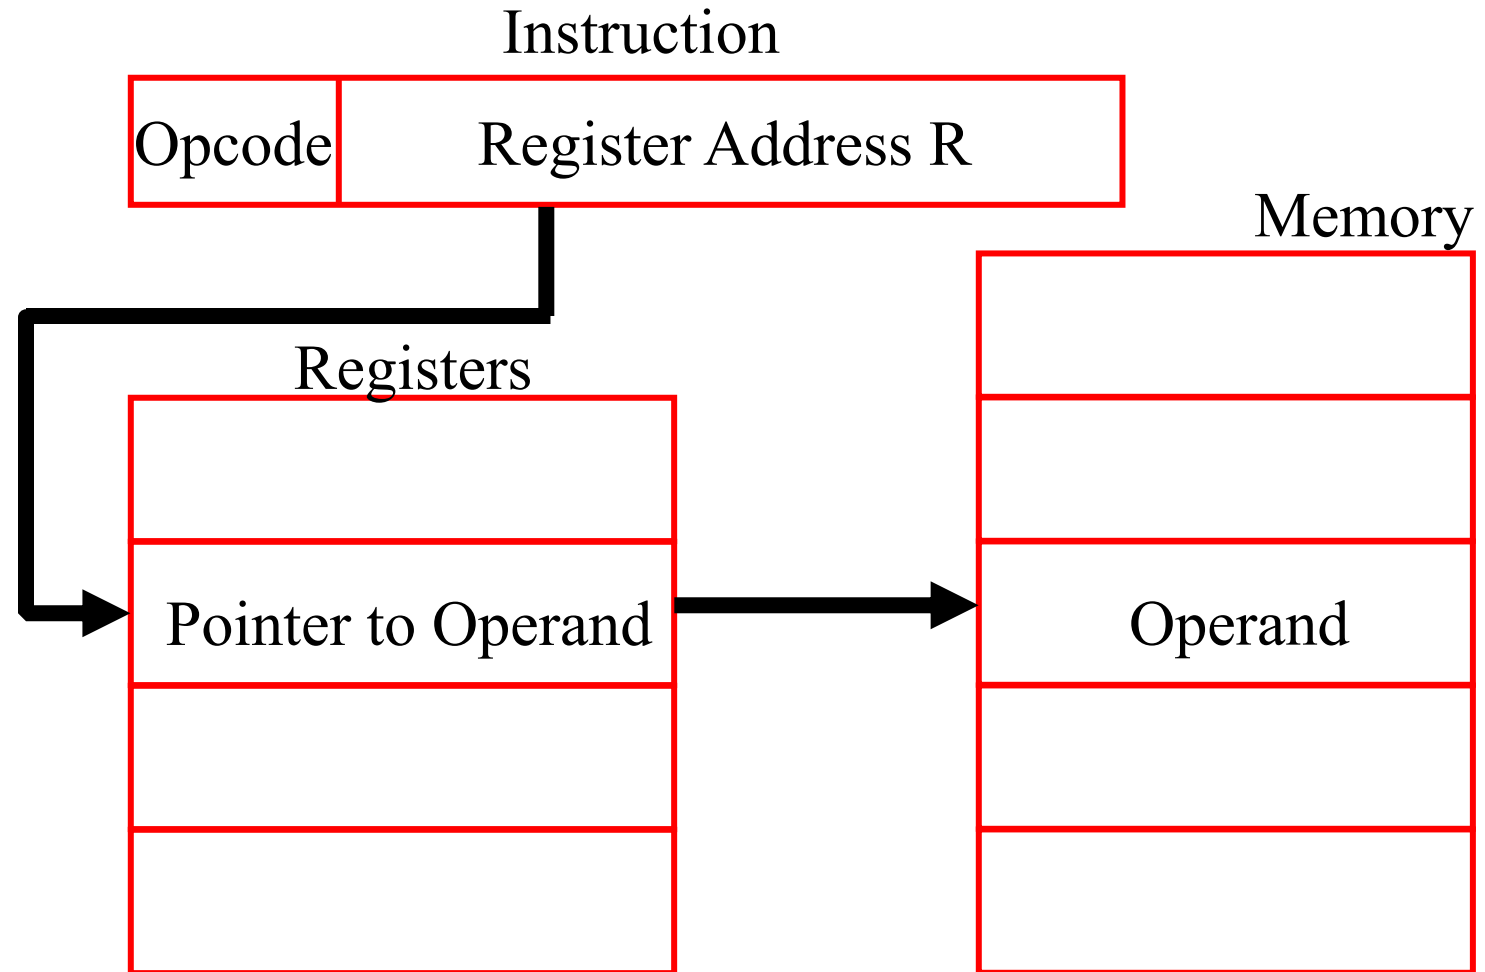 Instruction
Opcode
Register Address R
Memory
Registers
Pointer to Operand
Operand